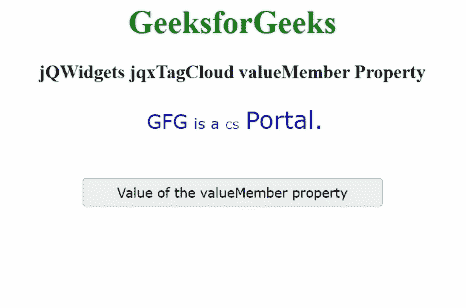 GeeksforGeeks
jQWidgets jqxTagCloud valueMember Property
GFG is a cs Portal.
Value of the valueMember property